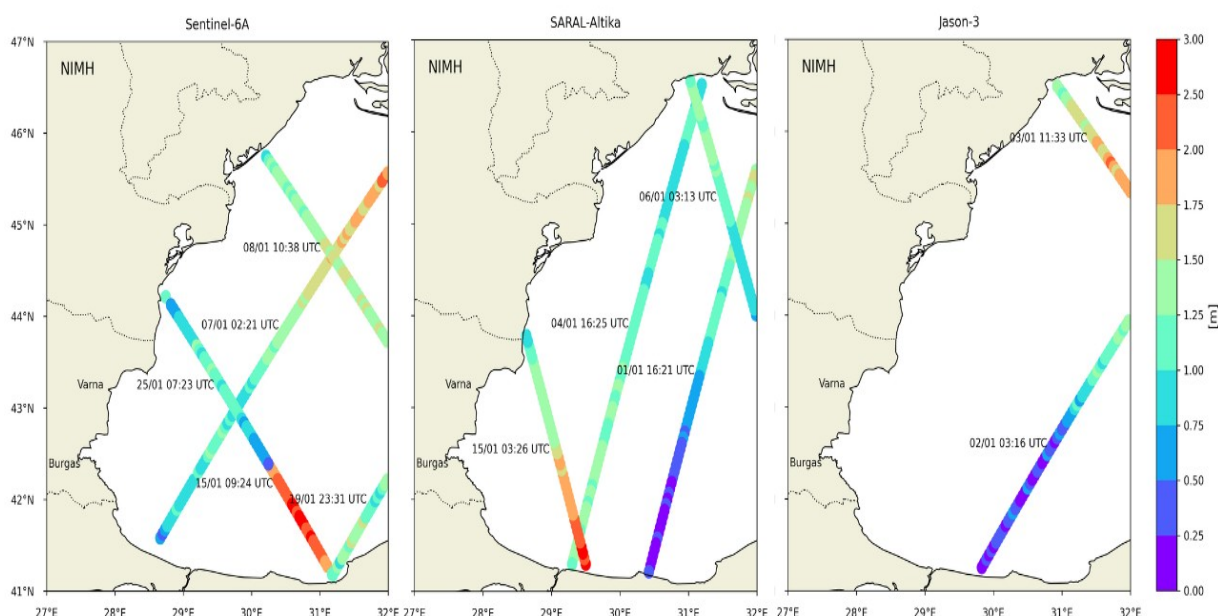 Sentinel-6A
SARAL-Altika
Jason-3
47°N
46°N
45°N
44°N
43°N
42°N
41°N
NIMH
08/01 10:38 UTC
07/01 02:21 UTC
25/01 07:23 UTC
Varna
Burgas
15/01 09:24 UTC
19/01 23:31 UTC
27°E 28°E 29°E 30°E 31°E 32°E
NIMH
06/01 03:13 UTC
04/01 16:25 UTC
01/01 16:21 UTC
Varna
15/01 03:26 UTC
Burgas
27°E 28°E 29°E 30°E 31°E 32°E
NIMH
03/01 11:33 UTC
Varna
02/01 03:16 UTC
Burgas
27°E 28°E 29°E 30°E 31°E 32°E
3.00
2.50
2.00
1.75
1.50
1.25
1.00
0.75
0.50
0.25
0.00
[m]